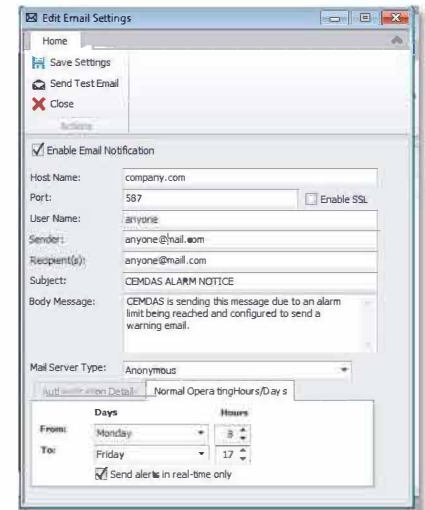 Edit Email Settings
Home
Save Settings
Send Test Email
Close
Actions
Enable Email Notification
Host Name: company.com
Port: 587 Enable SSL
User Name: anyone
Sender: anyone@mail.com
Recipient(s): anyone@mail.com
Subject: CEMDAS ALARM NOTICE
Body Message: CEMDAS is sending this message due to an alarm
limit being reached and configured to send a
warning email.
Mail Server Type: Anonymous
Authentication Details Normal Opera tingHours/Day s
Days Hours
From: Monday 8
To: Friday 17
Send alerts in real-time only